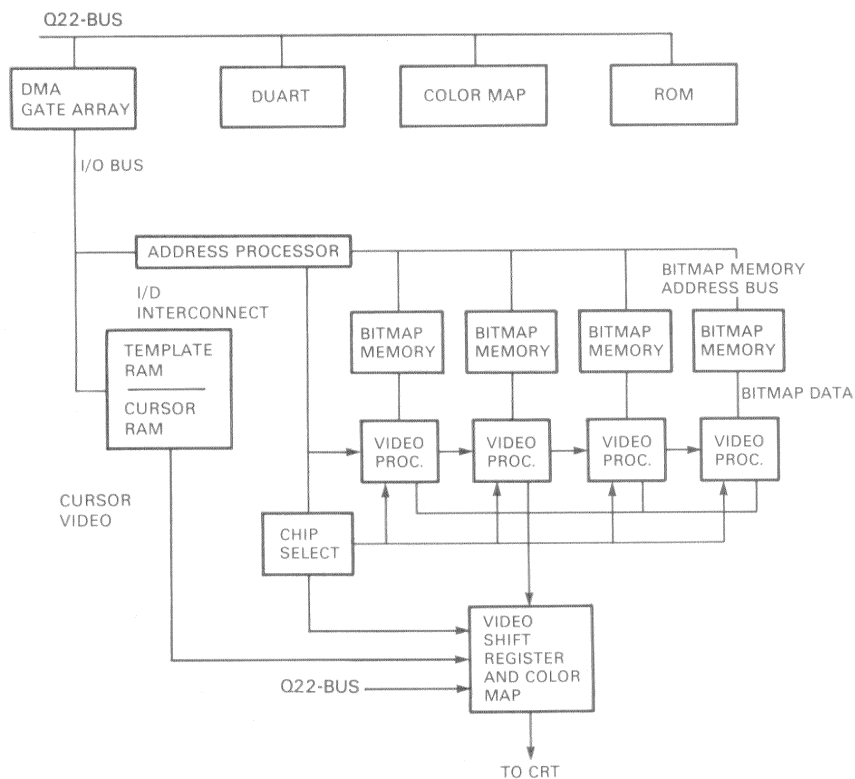 Q22-BUS
DMA
GATE ARRAY
DUART
COLOR MAP
ROM
I/O BUS
ADDRESS PROCESSOR
BITMAP MEMORY
ADDRESS BUS
I/D
INTERCONNECT
TEMPLATE
RAM
CURSOR
RAM
BITMAP
MEMORY
BITMAP
MEMORY
BITMAP
MEMORY
BITMAP
MEMORY
BITMAP DATA
VIDEO
PROC.
VIDEO
PROC.
VIDEO
PROC.
VIDEO
PROC.
CURSOR
VIDEO
CHIP
SELECT
VIDEO
SHIFT
REGISTER
AND COLOR
MAP
Q22-BUS
TO CRT